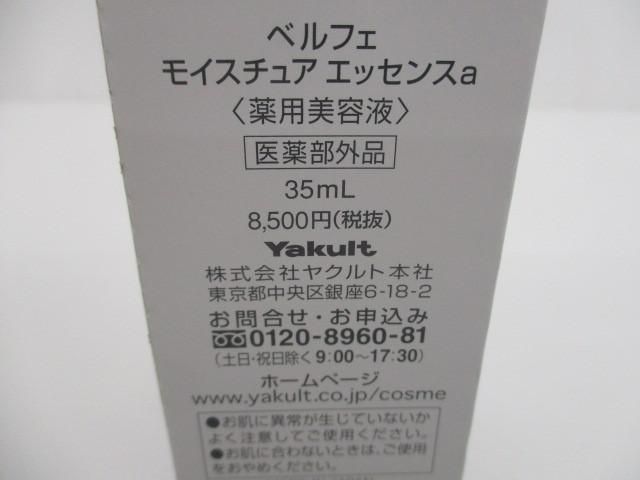 ベルフェ
モイスチュア エッセンスa
〈薬用美容液〉
医薬部外品
35mL
8,500円(税抜)
Yakult
株式会社ヤクルト本社
東京都中央区銀座6-18-2
お問合せ・お申込み
0120-8960-81
(土日・祝日除く9:00〜17:30)
ホームページ
www.yakult.co.jp/cosme
●お肌に異常が生じていないか
よく注意してご使用ください。
●お肌に合わないときは、ご使用
をおやめください。